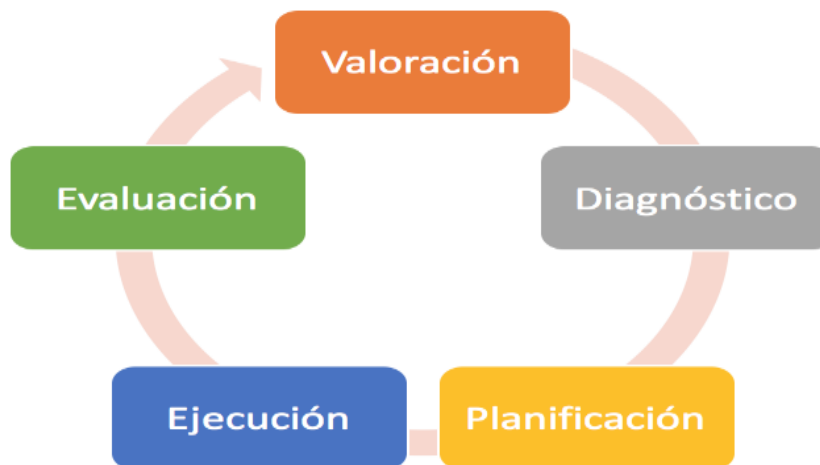 Valoración
Diagnóstico
Planificación
Ejecución
Evaluación